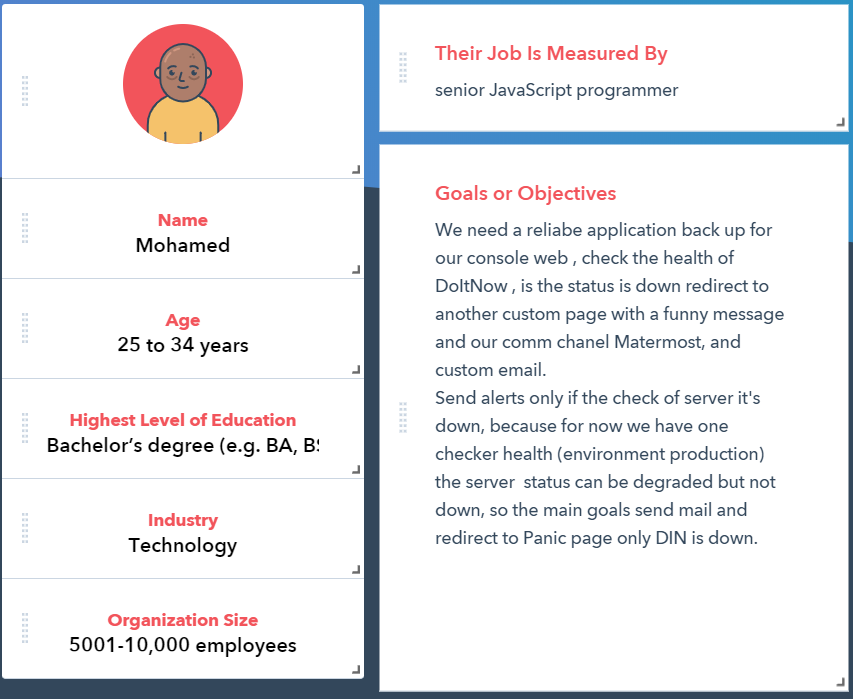 Name
Mohamed
Age
25 to 34 years
Highest Level of Education
Bachelor’s degree (e.g. BA, BS
Industry
Technology
Organization Size
5001-10,000 employees
Their Job Is Measured By
senior JavaScript programmer
Goals or Objectives
We need a reliabe application back up for
our console web , check the health of
DoItNow , is the status is down redirect to
another custom page with a funny message
and our comm chanel Matermost, and
custom email.
Send alerts only if the check of server it's
down, because for now we have one
checker health (environment production)
the server  status can be degraded but not
down, so the main goals send mail and
redirect to Panic page only DIN is down.